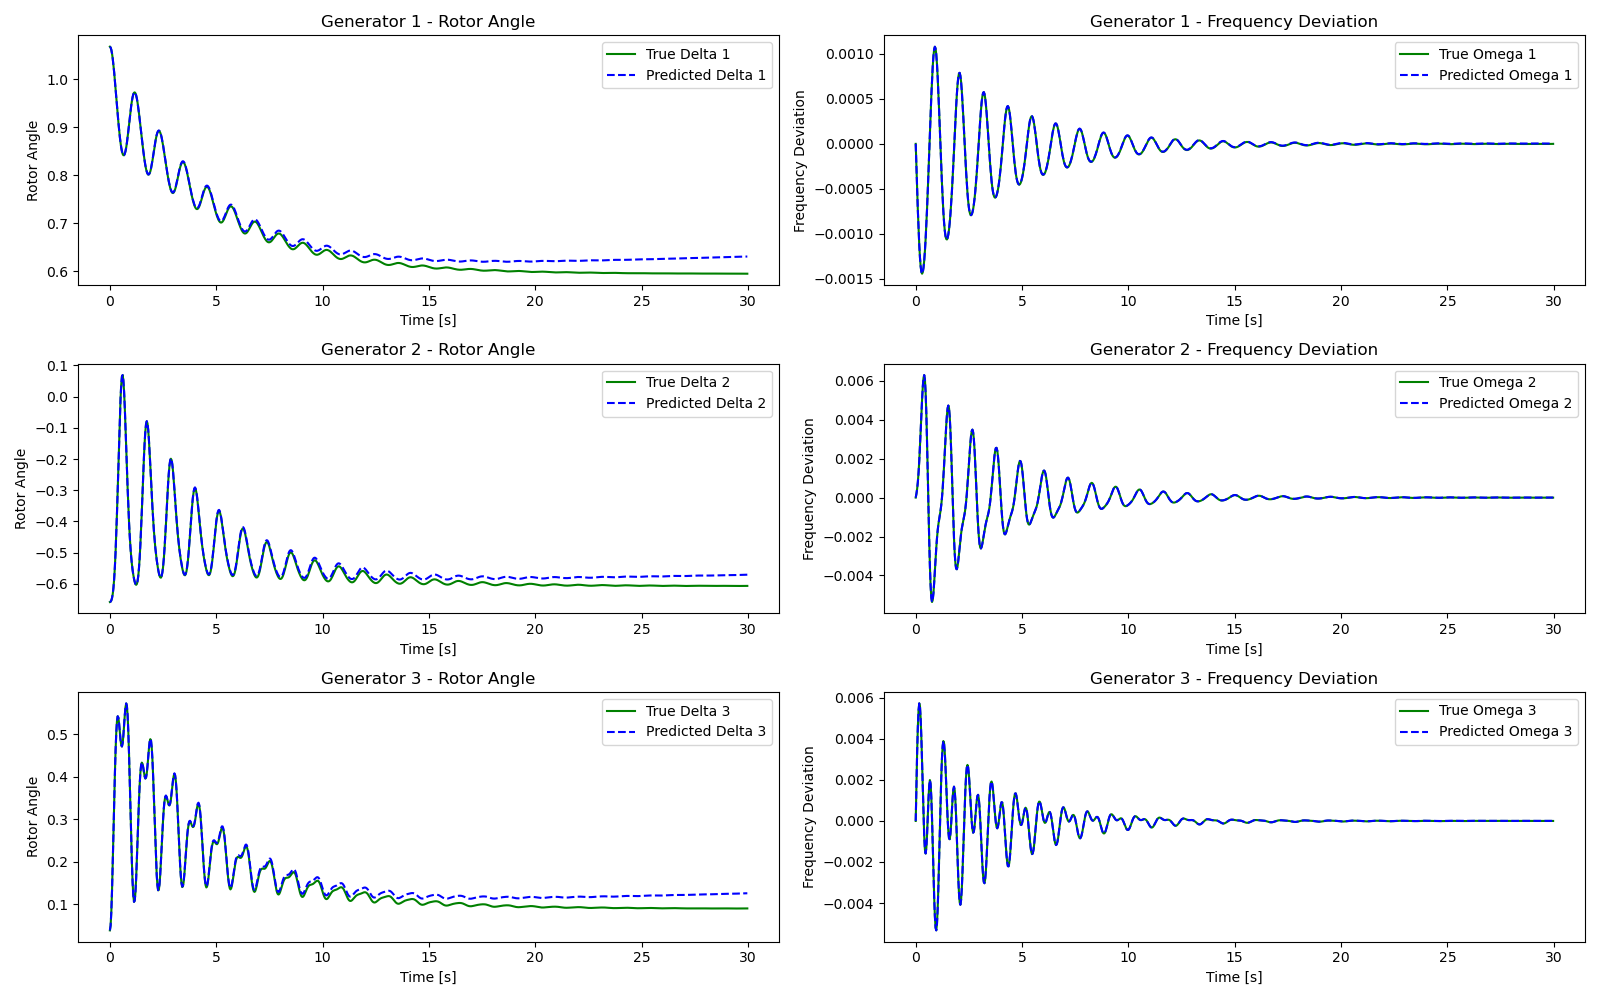 Generator 1 - Rotor Angle
Rotor Angle
1.0
0.9
0.8
0.7
0.6
True Delta 1
Predicted Delta 1
0 5 10 15 20 25 30
Time [s]
Generator 1 - Frequency Deviation
Frequency Deviation
0.0010
0.0005
0.0000
−0.0005
−0.0010
−0.0015
True Omega 1
Predicted Omega 1
0 5 10 15 20 25 30
Time [s]
Generator 2 - Rotor Angle
Rotor Angle
0.1
0.0
−0.1
−0.2
−0.3
−0.4
−0.5
−0.6
True Delta 2
Predicted Delta 2
0 5 10 15 20 25 30
Time [s]
Generator 2 - Frequency Deviation
Frequency Deviation
0.006
0.004
0.002
0.000
−0.002
−0.004
True Omega 2
Predicted Omega 2
0 5 10 15 20 25 30
Time [s]
Generator 3 - Rotor Angle
Rotor Angle
0.5
0.4
0.3
0.2
0.1
True Delta 3
Predicted Delta 3
0 5 10 15 20 25 30
Time [s]
Generator 3 - Frequency Deviation
Frequency Deviation
0.006
0.004
0.002
0.000
−0.002
−0.004
True Omega 3
Predicted Omega 3
0 5 10 15 20 25 30
Time [s]